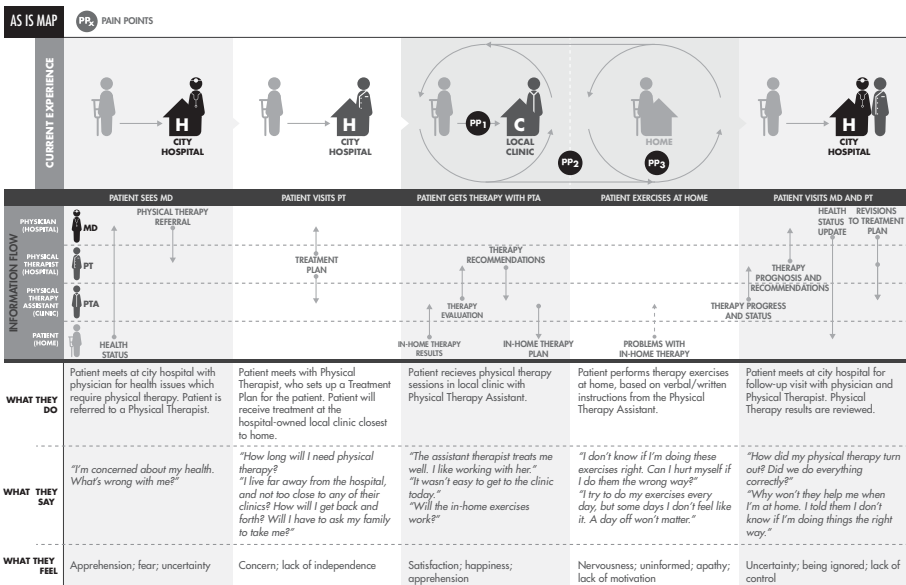 AS IS MAP
PPx PAIN POINTS
CURRENT EXPERIENCE
H
CITY
HOSPITAL
H
CITY
HOSPITAL
PP1
C
LOCAL
CLINIC
PP2
HOME
PP3
H
CITY
HOSPITAL
PATIENT SEES MD
PATIENT VISITS PT
PATIENT GETS THERAPY WITH PTA
PATIENT EXERCISES AT HOME
PATIENT VISITS MD AND PT
INFORMATION FLOW
PHYSICIAN
(HOSPITAL)
MD
PHYSICAL
THERAPIST
(HOSPITAL)
PT
PHYSICAL
THERAPY
ASSISTANT
(CLINIC)
PTA
PATIENT
(HOME)
PHYSICAL THERAPY
REFERRAL
HEALTH
STATUS
TREATMENT
PLAN
THERAPY
RECOMMENDATIONS
THERAPY
EVALUATION
IN-HOME THERAPY
RESULTS
IN-HOME THERAPY
PLAN
PROBLEMS WITH
IN-HOME THERAPY
HEALTH
STATUS
UPDATE
REVISIONS
TO TREATMENT
PLAN
THERAPY
PROGNOSIS AND
RECOMMENDATIONS
THERAPY PROGRESS
AND STATUS
WHAT THEY
DO
Patient meets at city hospital with
physician for health issues which
require physical therapy. Patient is
referred to a Physical Therapist.
Patient meets with Physical
Therapist, who sets up a Treatment
Plan for the patient. Patient will
receive treatment at the
hospital-owned local clinic closest
to home.
Patient recieves physical therapy
sessions in local clinic with
Physical Therapy Assistant.
Patient performs therapy exercises
at home, based on verbal/written
instructions from the Physical
Therapy Assistant.
Patient meets at city hospital for
follow-up visit with physician and
Physical Therapist. Physical
Therapy results are reviewed.
WHAT THEY
SAY
"I'm concerned about my health.
What's wrong with me?"
"How long will I need physical
therapy?
"I live far away from the hospital,
and not too close to any of their
clinics? How will I get back and
forth? Will I have to ask my family
to take me?"
"The assistant therapist treats me
well. I like working with her."
"It wasn't easy to get to the clinic
today."
"Will the in-home exercises
work?"
"I don't know if I'm doing these
exercises right. Can I hurt myself if
I do them the wrong way?"
"I try to do my exercises every
day, but some days I don't feel like
it. A day off won't matter."
"How did my physical therapy turn
out? Did we do everything
correctly?"
"Why won't they help me when
I'm at home. I told them I don't
know if I'm doing things the right
way."
WHAT THEY
FEEL
Apprehension; fear; uncertainty
Concern; lack of independence
Satisfaction; happiness;
apprehension
Nervousness; uninformed; apathy;
lack of motivation
Uncertainty; being ignored; lack of
control